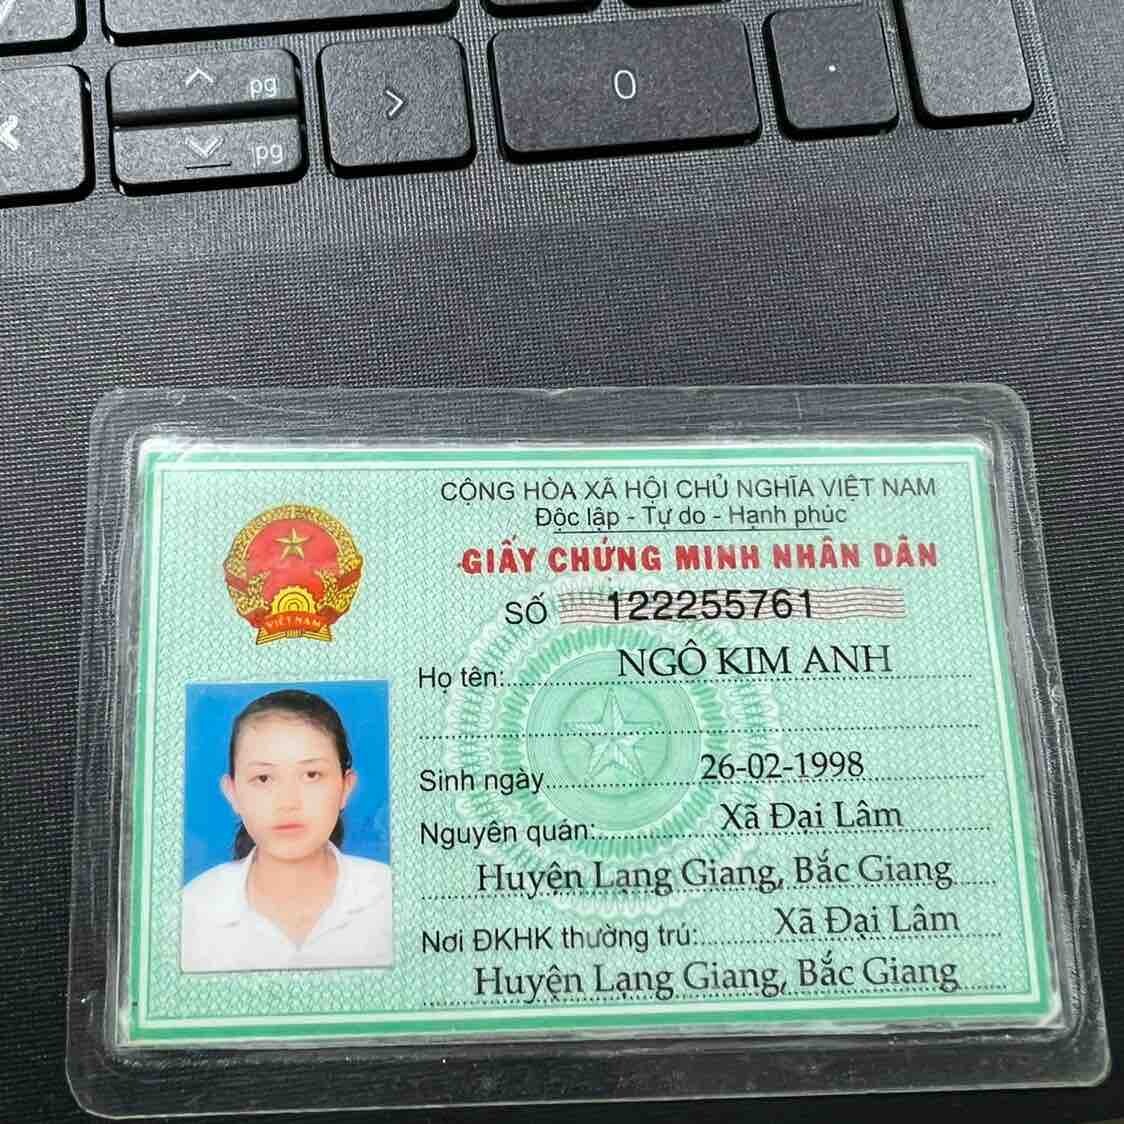 pg
pg
0
.
CỘNG HÒA XÃ HỘI CHỦ NGHĨA VIỆT NAM
Độc lập - Tự do - Hạnh phúc
GIẤY CHỨNG MINH NHÂN DÂN
SỐ 122255761
VIỆT NAM
Họ tên: NGÔ KIM ANH
Sinh ngày 26-02-1998
Nguyên quán: Xã Đại Lâm
Huyện Lạng Giang, Bắc Giang
Nơi ĐKHK thường trú: Xã Đại Lâm
Huyện Lạng Giang, Bắc Giang